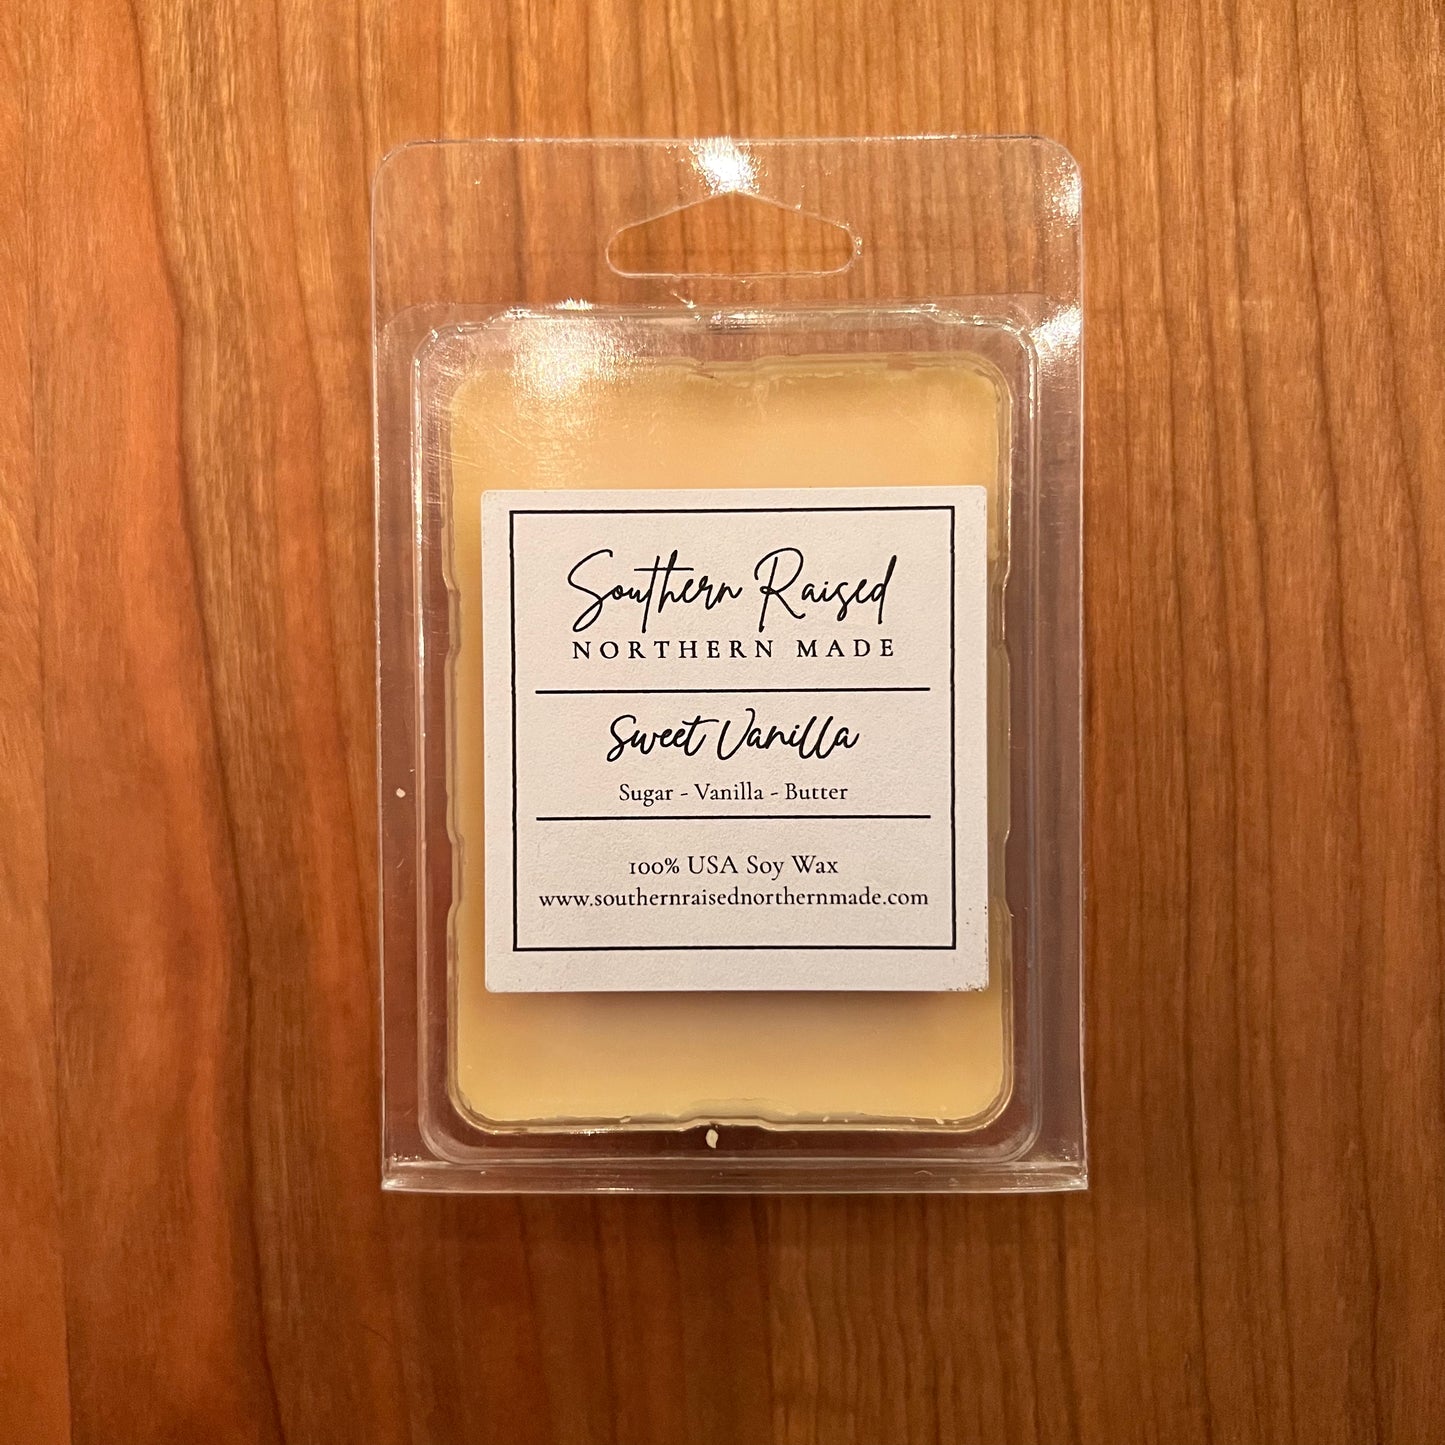 Southern Raised
NORTHERN MADE
Sweet Vanilla
Sugar - Vanilla - Butter
100% USA Soy Wax
www.southernraisednorthernmade.com